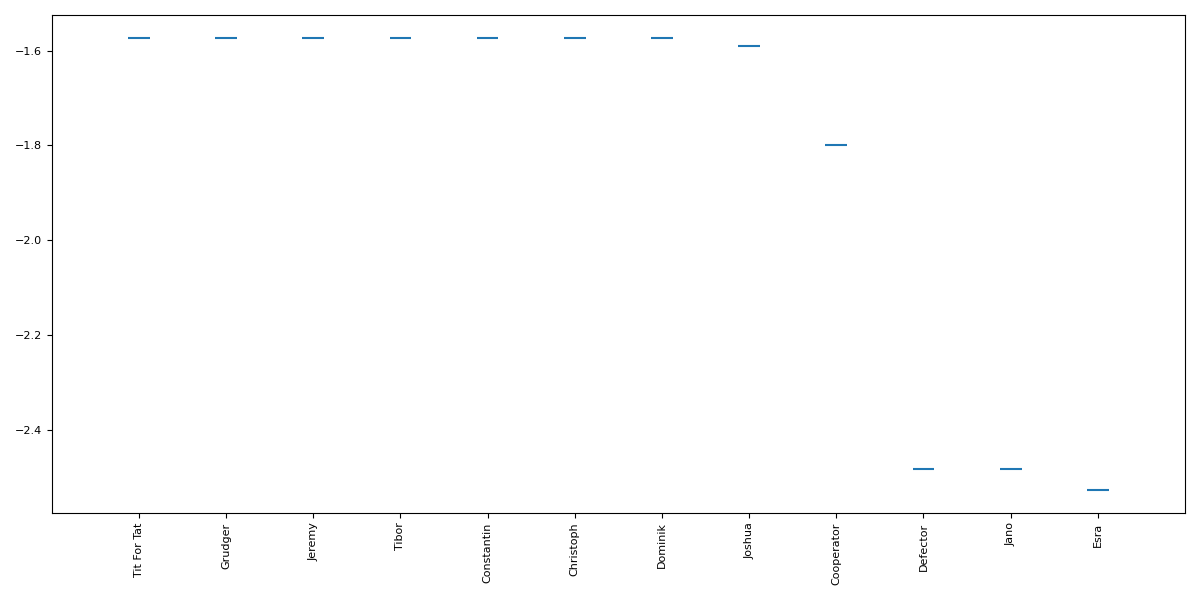 −1.6
−1.8
−2.0
−2.2
−2.4
Tit For Tat
Grudger
Jeremy
Tibor
Constantin
Christoph
Dominik
Joshua
Cooperator
Defector
Jano
Esra